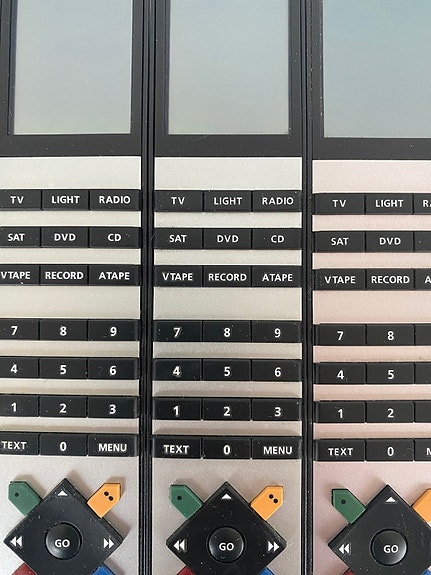 TV LIGHT RADIO TV LIGHT RADIO TV LIGHT
SAT DVD CD SAT DVD CD SAT DVD
VTAPE RECORD ATAPE VTAPE RECORD ATAPE VTAPE RECORD
7 8 9 7 8 9 7 8
4 5 6 4 5 6 4 5
1 2 3 1 2 3 1 2
TEXT 0 MENU TEXT 0 MENU TEXT 0
GO GO GO